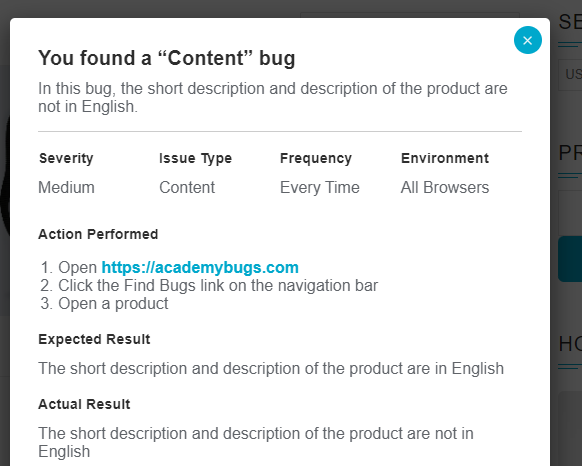 You found a “Content” bug
In this bug, the short description and description of the product are
not in English.
Severity Issue Type Frequency Environment
Medium Content Every Time All Browsers
Action Performed
1. Open https://academybugs.com
2. Click the Find Bugs link on the navigation bar
3. Open a product
Expected Result
The short description and description of the product are in English
Actual Result
The short description and description of the product are not in
English
SE
US
PR
HO